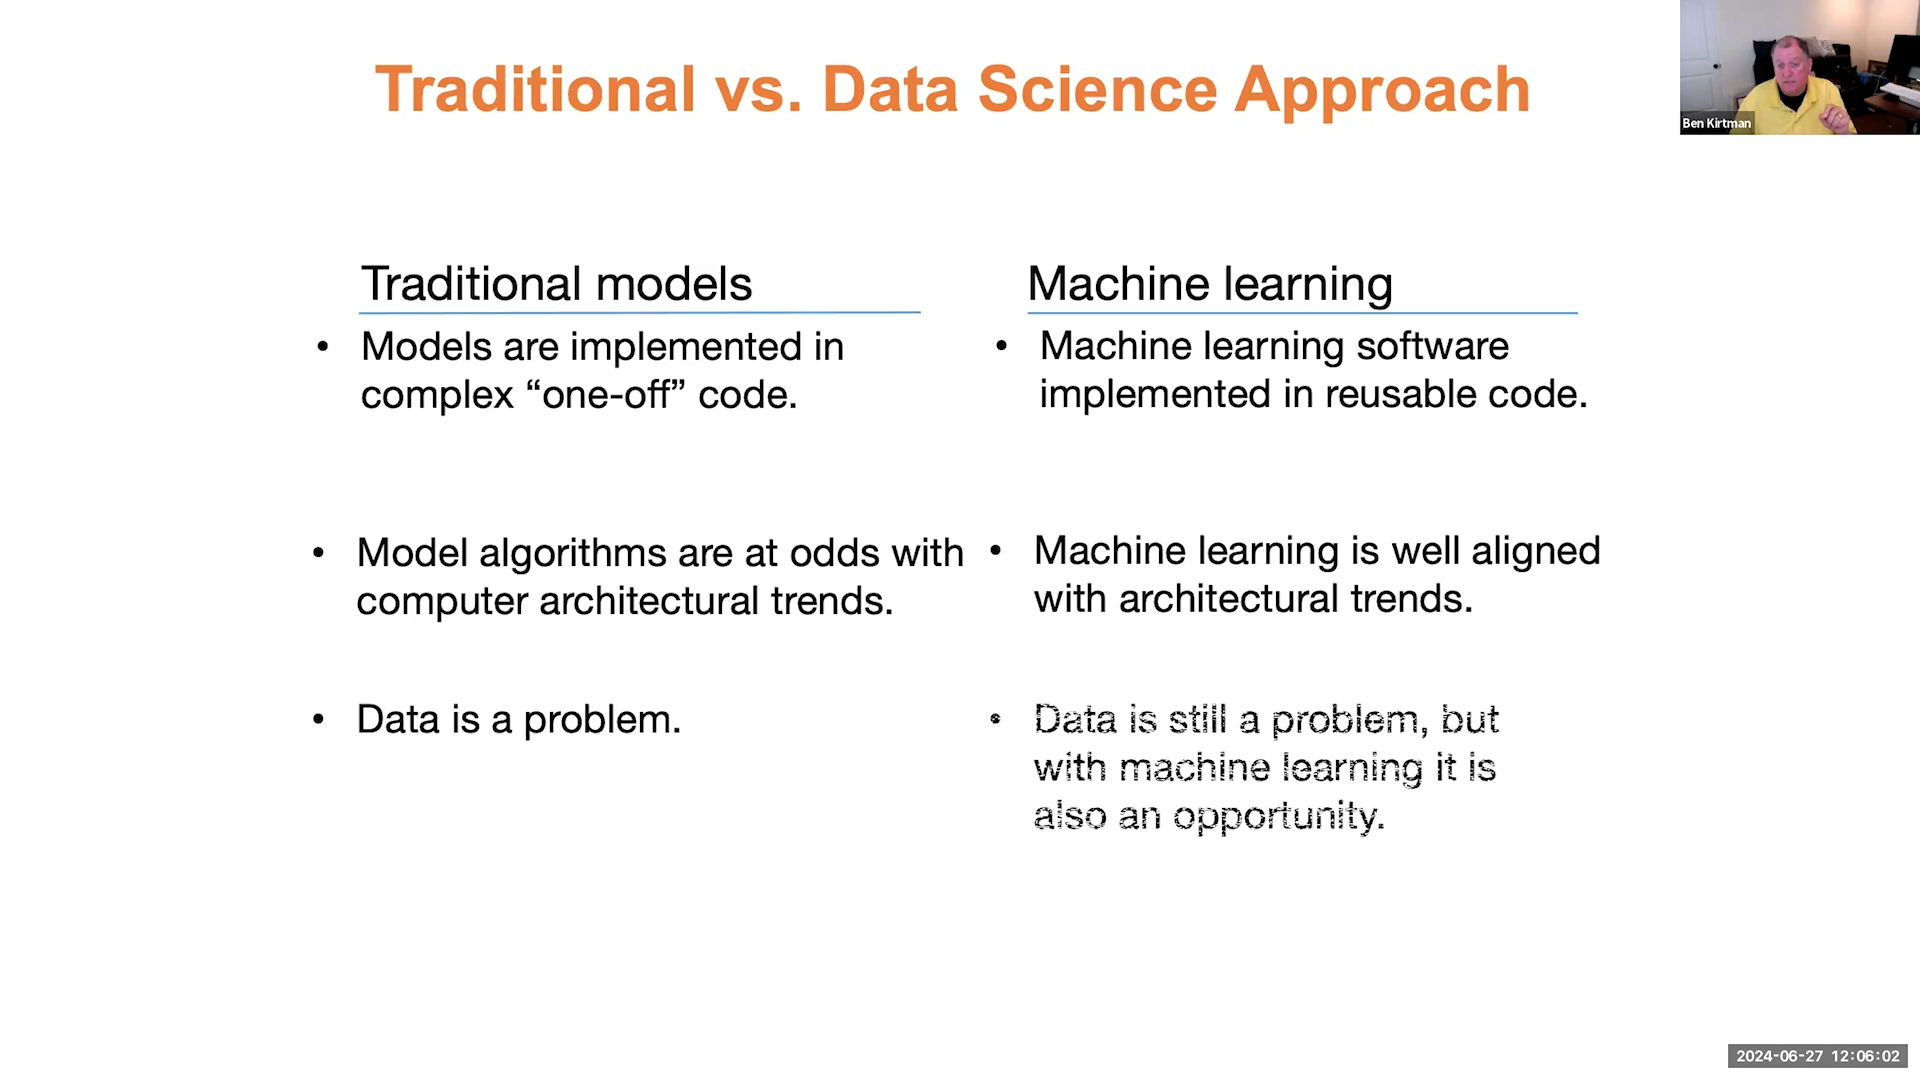 Traditional vs. Data Science Approach
Ben Kirtman
Traditional models
• Models are implemented in
complex “one-off” code.
• Model algorithms are at odds with
computer architectural trends.
• Data is a problem.
Machine learning
• Machine learning software
implemented in reusable code.
• Machine learning is well aligned
with architectural trends.
• Data is still a problem, but
with machine learning it is
also an opportunity.
2024-06-27 12:06:02